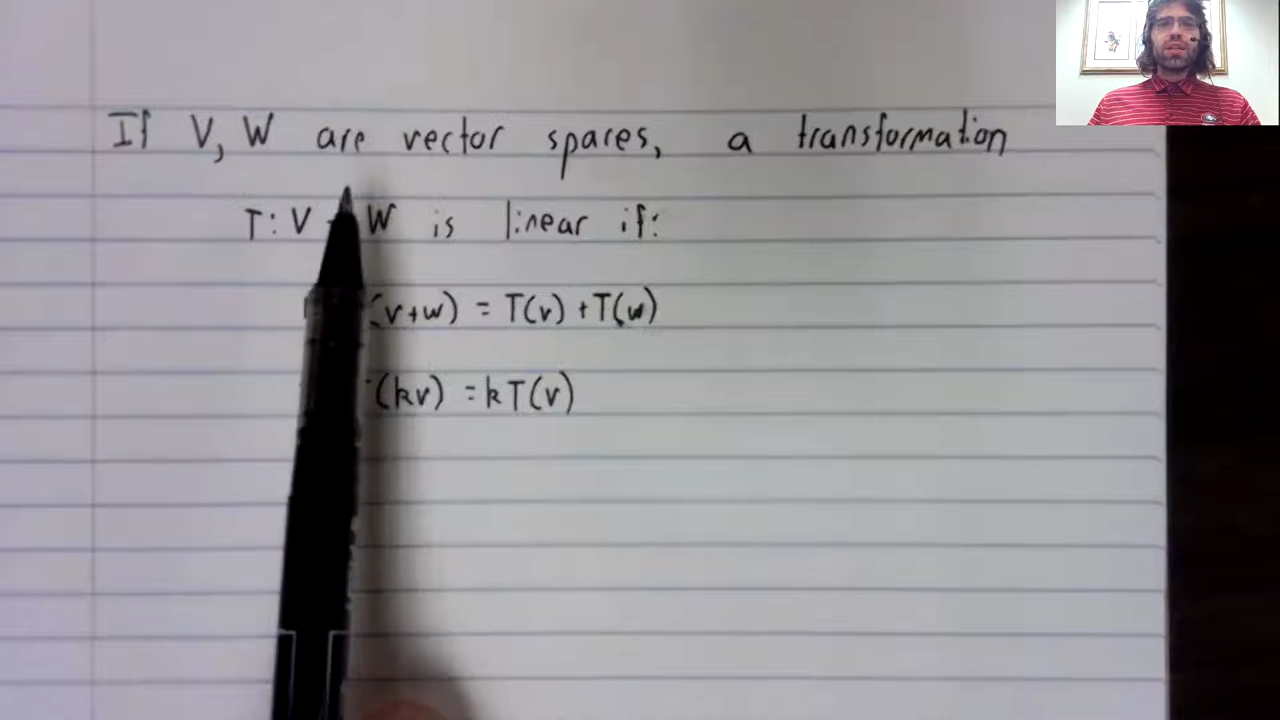 If V, W are vector spaces, a transformation
T: V W is linear if:
(v+w) = T(v) + T(w)
(kv) = kT(v)